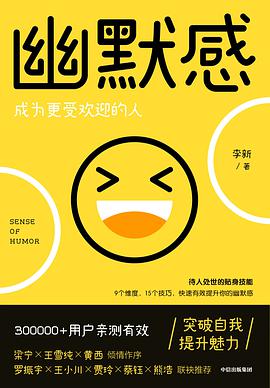 幽默感
成为更受欢迎的人
李新
/ 著
SENSE
OF
HUMOR
待人处世的贴身技能
9个维度，15个技巧，快速有效提升你的幽默感
300000+用户亲测有效
突破自我
提升魅力
梁宁×王雪纯×黄西 倾情作序
罗振宇×王小川×贾玲×蔡钰×熊浩 联袂推荐
中信出版集团